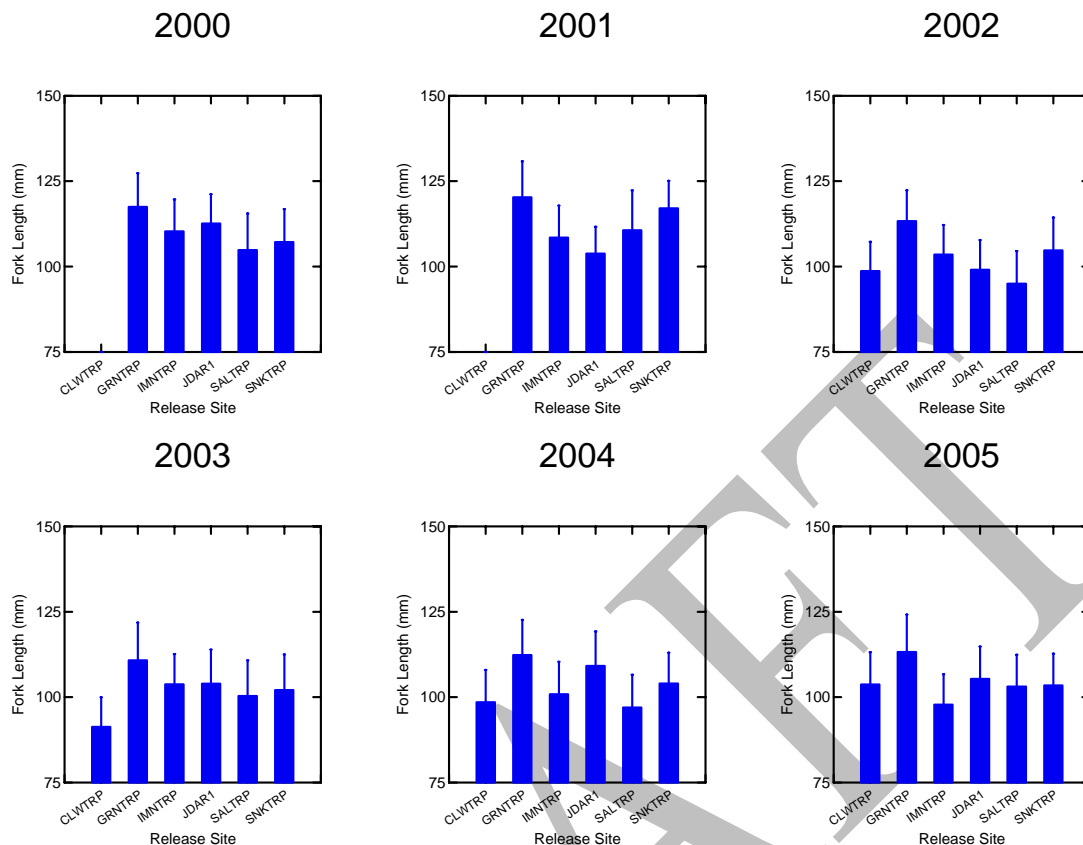 2000
2001
2002
150
125
100
75
Fork Length (mm)
CLWTRP
GRNTRP
IMNTRP
JDAR1
SALTRP
SNKTRP
Release Site
150
125
100
75
Fork Length (mm)
CLWTRP
GRNTRP
IMNTRP
JDAR1
SALTRP
SNKTRP
Release Site
150
125
100
75
Fork Length (mm)
CLWTRP
GRNTRP
IMNTRP
JDAR1
SALTRP
SNKTRP
Release Site
2003
2004
2005
150
125
100
75
Fork Length (mm)
CLWTRP
GRNTRP
IMNTRP
JDAR1
SALTRP
SNKTRP
Release Site
150
125
100
75
Fork Length (mm)
CLWTRP
GRNTRP
IMNTRP
JDAR1
SALTRP
SNKTRP
Release Site
150
125
100
75
Fork Length (mm)
CLWTRP
GRNTRP
IMNTRP
JDAR1
SALTRP
SNKTRP
Release Site
AFT